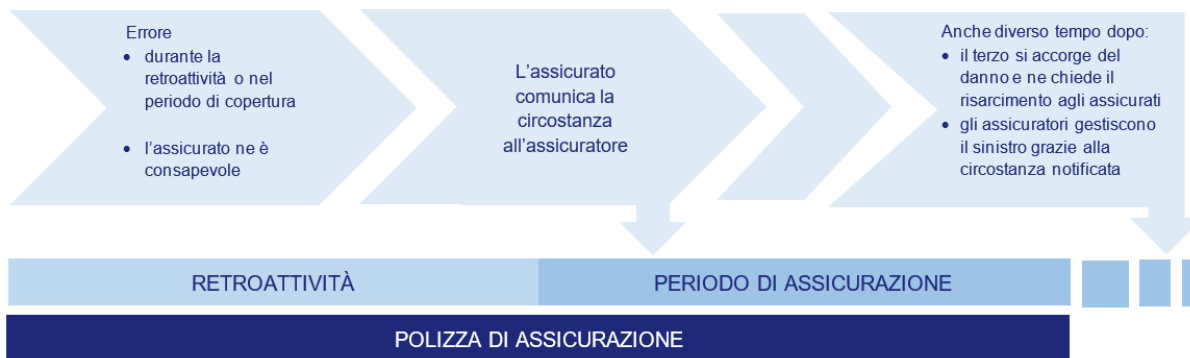 Errore
• durante la
retroattività o nel
periodo di copertura
• l'assicurato ne è
consapevole
L'assicurato
comunica la
circostanza
all'assicuratore
Anche diverso tempo dopo:
• il terzo si accorge del
danno e ne chiede il
risarcimento agli assicurati
• gli assicuratori gestiscono
il sinistro grazie alla
circostanza notificata
RETROATTIVITÀ
PERIODO DI ASSICURAZIONE
POLIZZA DI ASSICURAZIONE